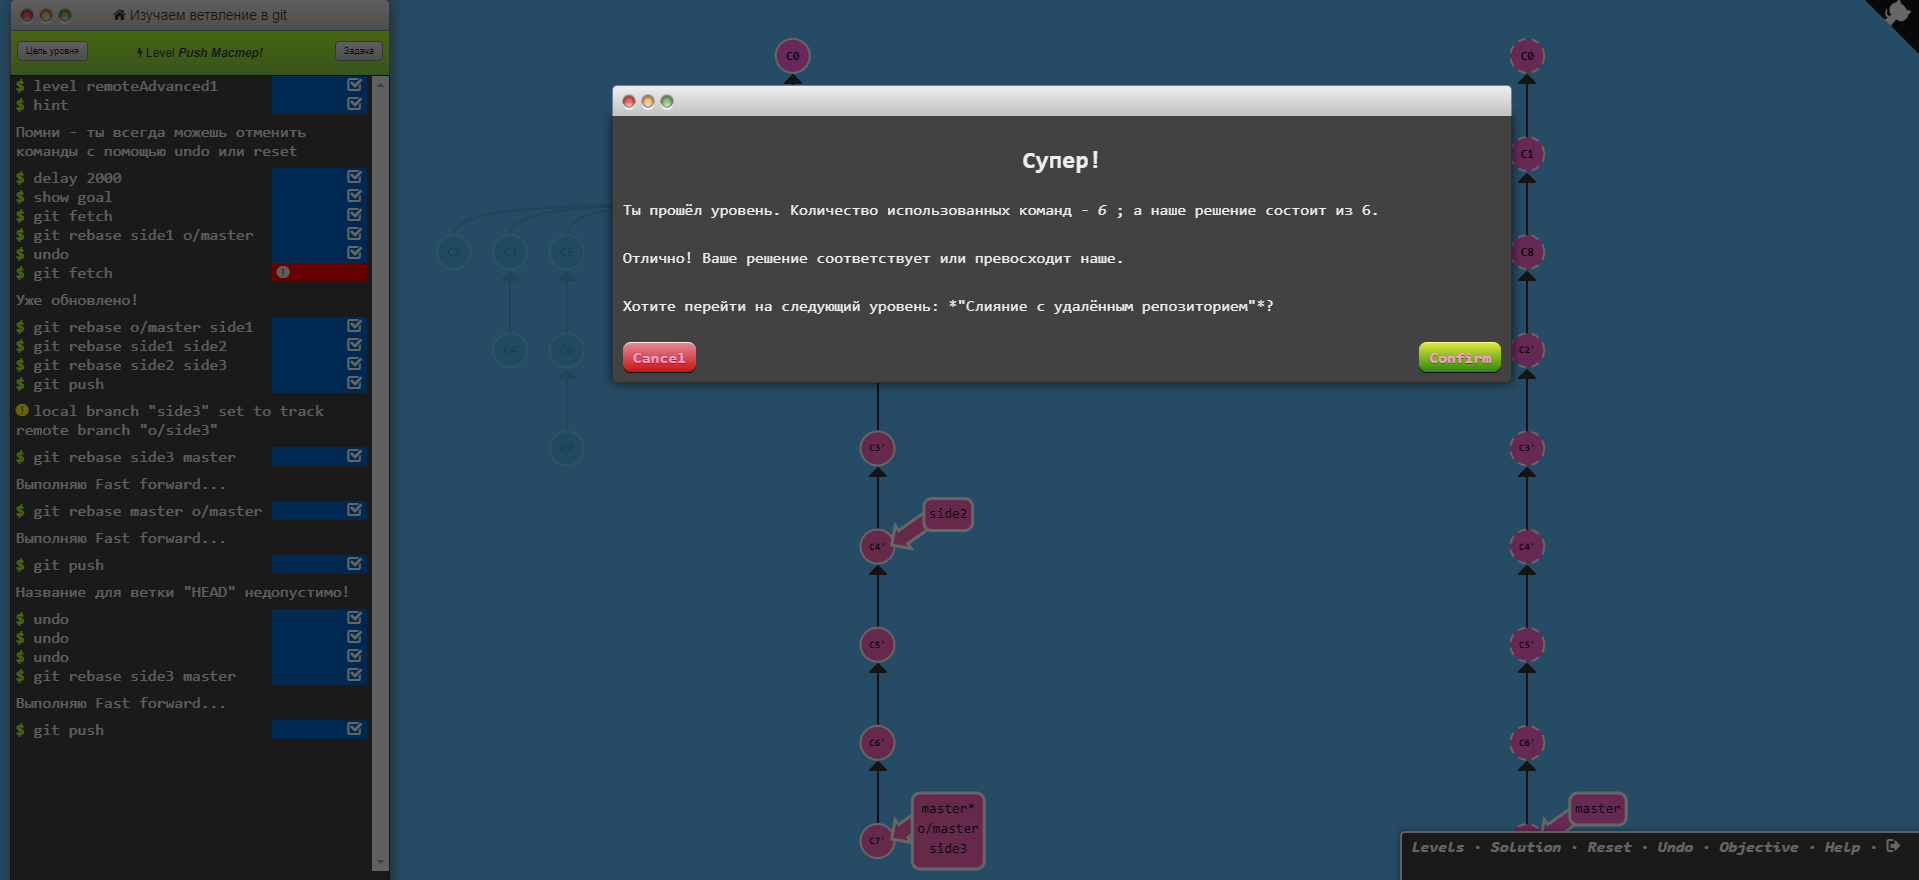 Изучаем ветвление в git
Цель уровня
Level Push Мастер!
Задача
$ level remoteAdvanced1
$ hint
Помни - ты всегда можешь отменить
команды с помощью undo или reset
$ delay 2000
$ show goal
$ git fetch
$ git rebase side1 o/master
$ undo
$ git fetch
Уже обновлено!
$ git rebase o/master side1
$ git rebase side1 side2
$ git rebase side2 side3
$ git push
local branch "side3" set to track
remote branch "o/side3"
$ git rebase side3 master
Выполняю Fast forward...
$ git rebase master o/master
Выполняю Fast forward...
$ git push
Название для ветки "HEAD" недопустимо!
$ undo
$ undo
$ undo
$ git rebase side3 master
Выполняю Fast forward...
$ git push
C0
Супер!
Ты прошёл уровень. Количество использованных команд - 6 ; а наше решение состоит из 6.
Отлично! Ваше решение соответствует или превосходит наше.
Хотите перейти на следующий уровень: *"Слияние с удалённым репозиторием"*?
Cancel
Confirm
C2
C3
C5
C4
C6
C7
C3'
side2
C4'
C5'
C6'
master*
o/master
side3
C7'
C0
C1
C8
C2'
C3'
C4'
C5'
C6'
master
Levels · Solution · Reset · Undo · Objective · Help ·